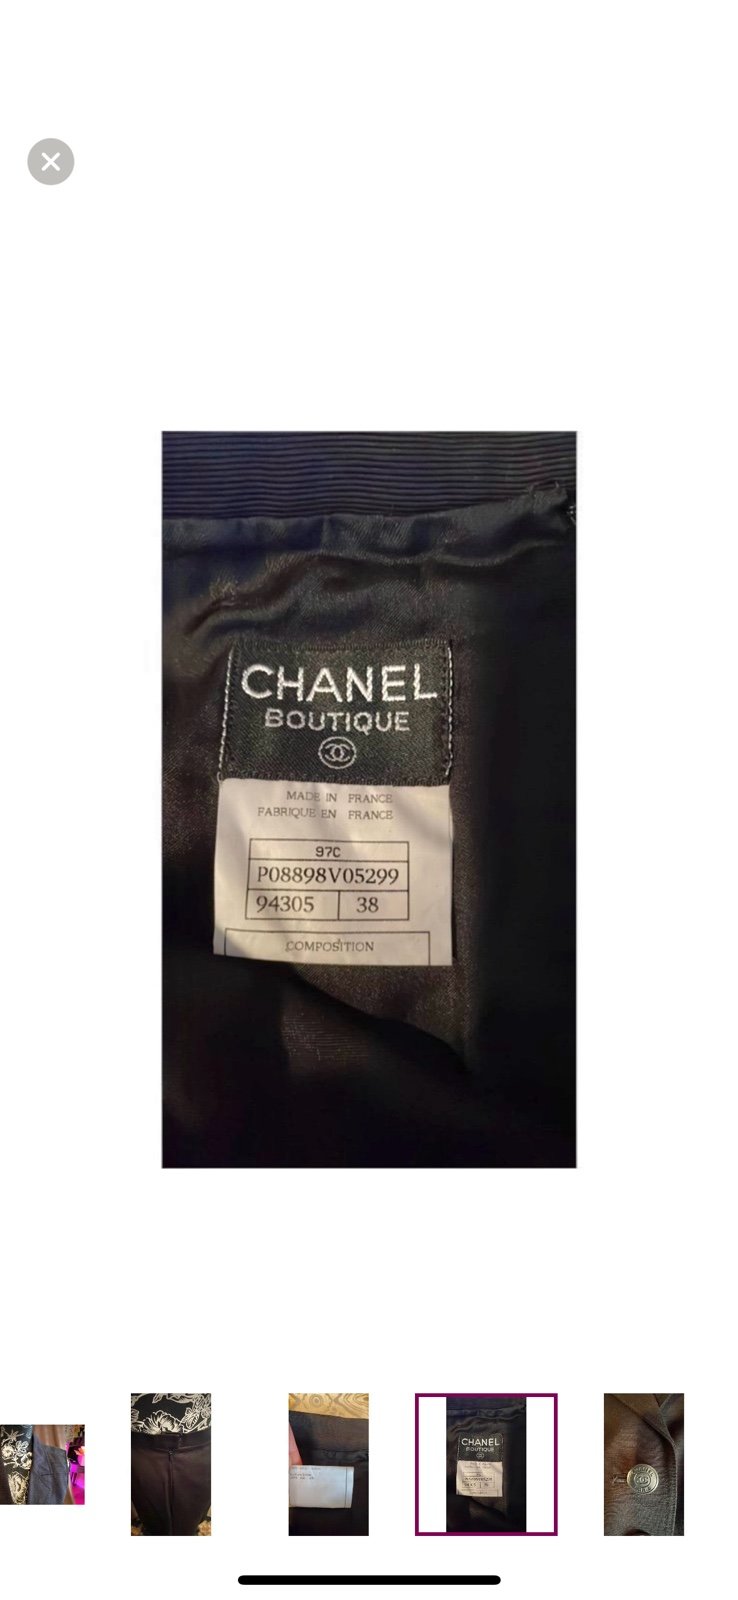 CHANEL
BOUTIQUE
MADE IN FRANCE
FABRIQUE EN FRANCE
97C
P08898V05299
94305 38
COMPOSITION
CHANEL
BOUTIQUE